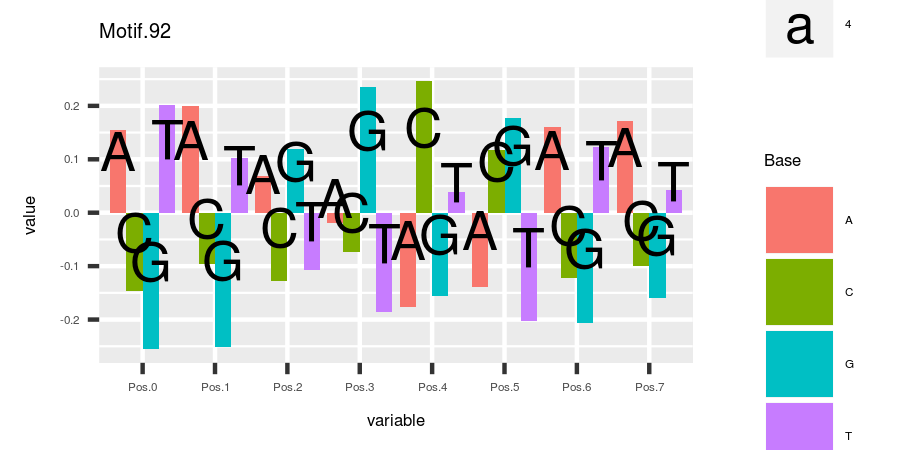 Motif.92
a 4
value
0.2
0.1
0.0
-0.1
-0.2
A C G T
A C G T
A C G T
A C G T
A C G T
A C G T
A C G T
A C G T
Pos.0 Pos.1 Pos.2 Pos.3 Pos.4 Pos.5 Pos.6 Pos.7
variable
Base
A
C
G
T